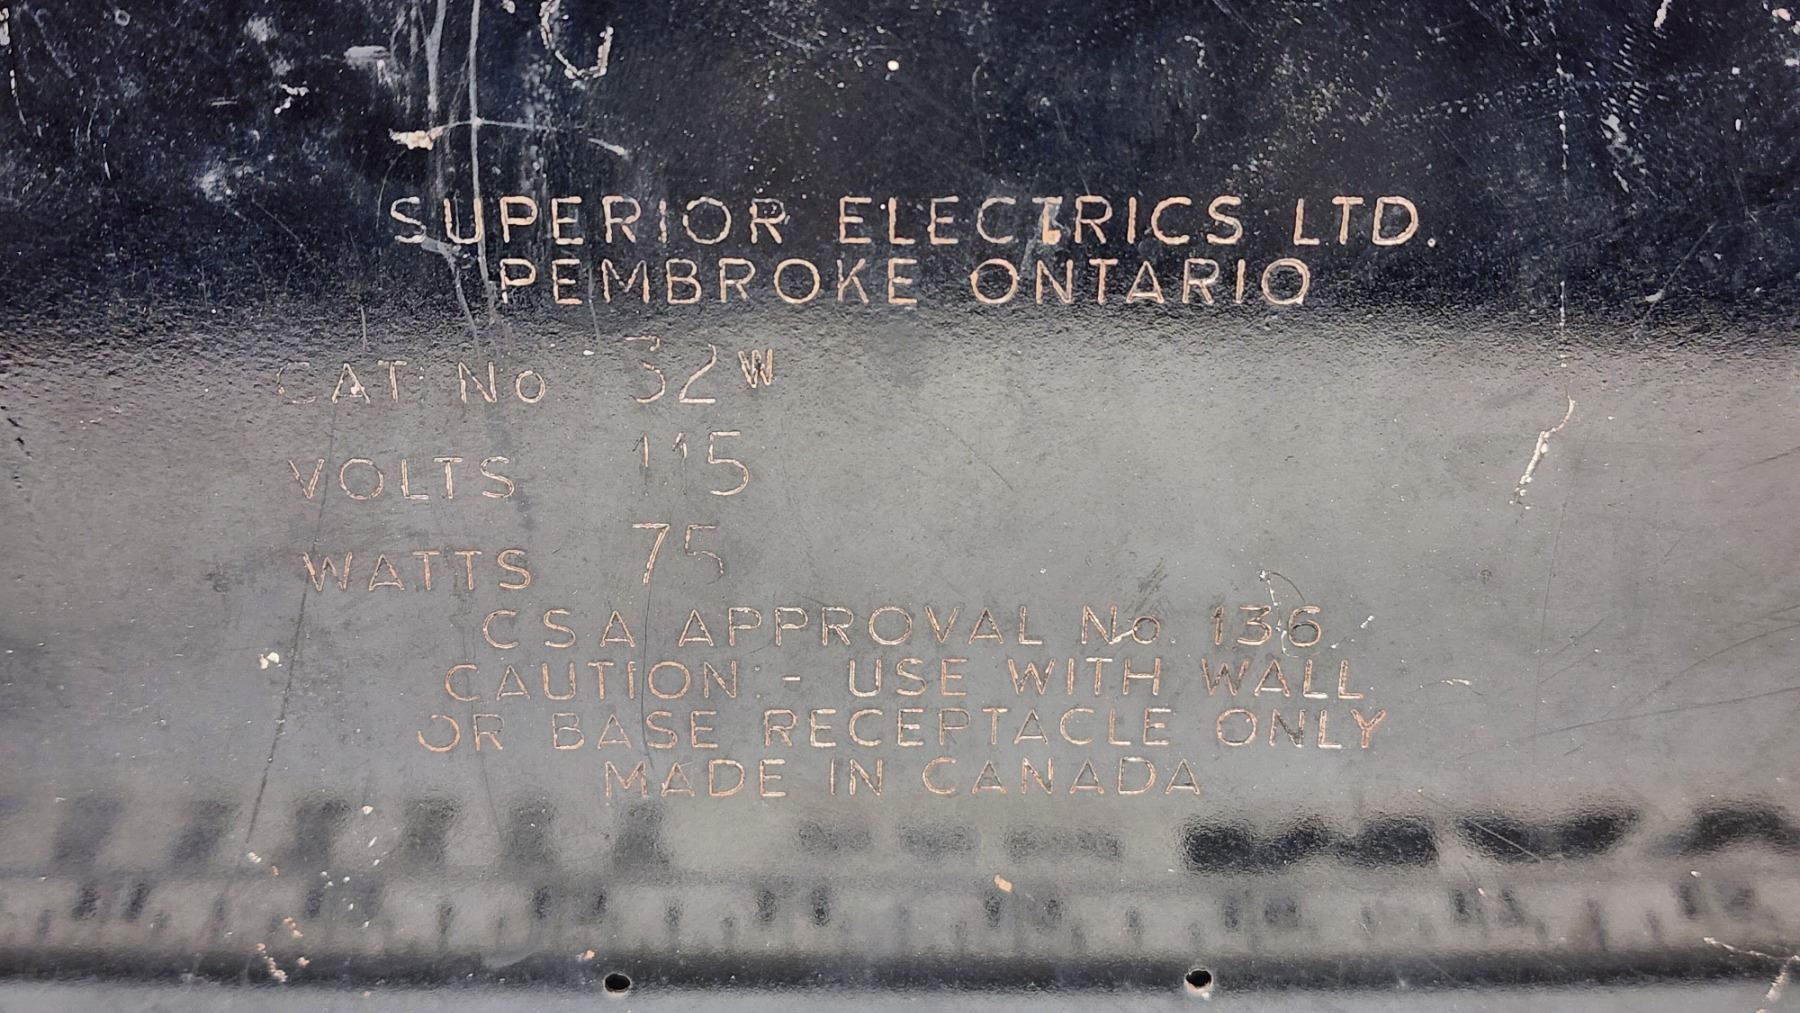 SUPERIOR ELECTRICS LTD.
PEMBROKE ONTARIO
CAT. No 32W
VOLTS 115
WATTS 75
CSA APPROVAL No. 136
CAUTION - USE WITH WALL
OR BASE RECEPTACLE ONLY
MADE IN CANADA